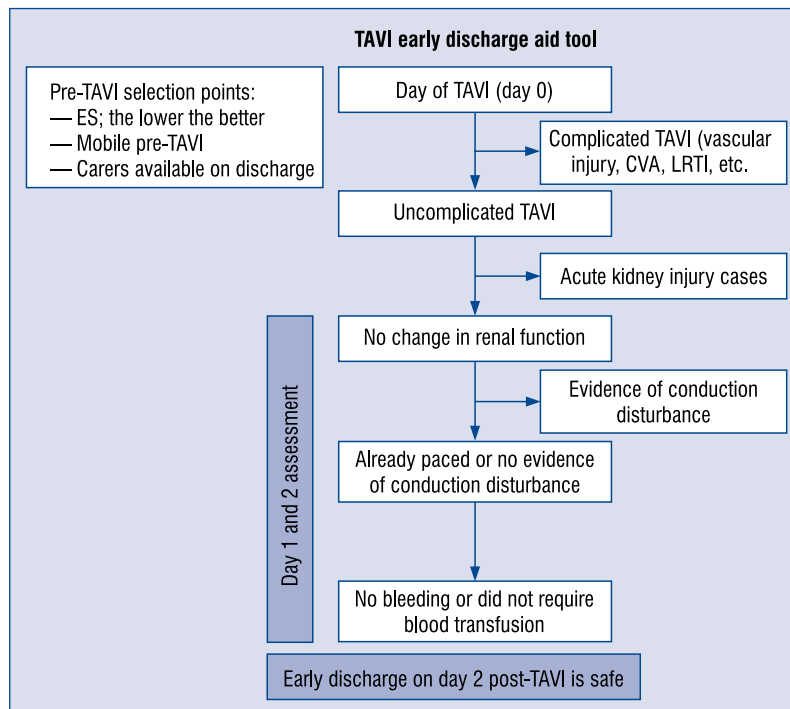 TAVI early discharge aid tool
Pre-TAVI selection points:
— ES; the lower the better
— Mobile pre-TAVI
— Carers available on discharge
Day of TAVI (day 0)
Complicated TAVI (vascular
injury, CVA, LRTI, etc.
Uncomplicated TAVI
Acute kidney injury cases
Day 1 and 2 assessment
No change in renal function
Evidence of conduction
disturbance
Already paced or no evidence
of conduction disturbance
No bleeding or did not require
blood transfusion
Early discharge on day 2 post-TAVI is safe